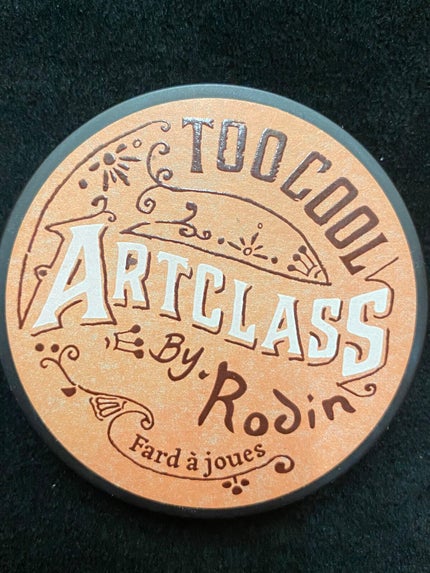 TOO COOL
ARTCLASS
BY. Rodin
Fard à joues